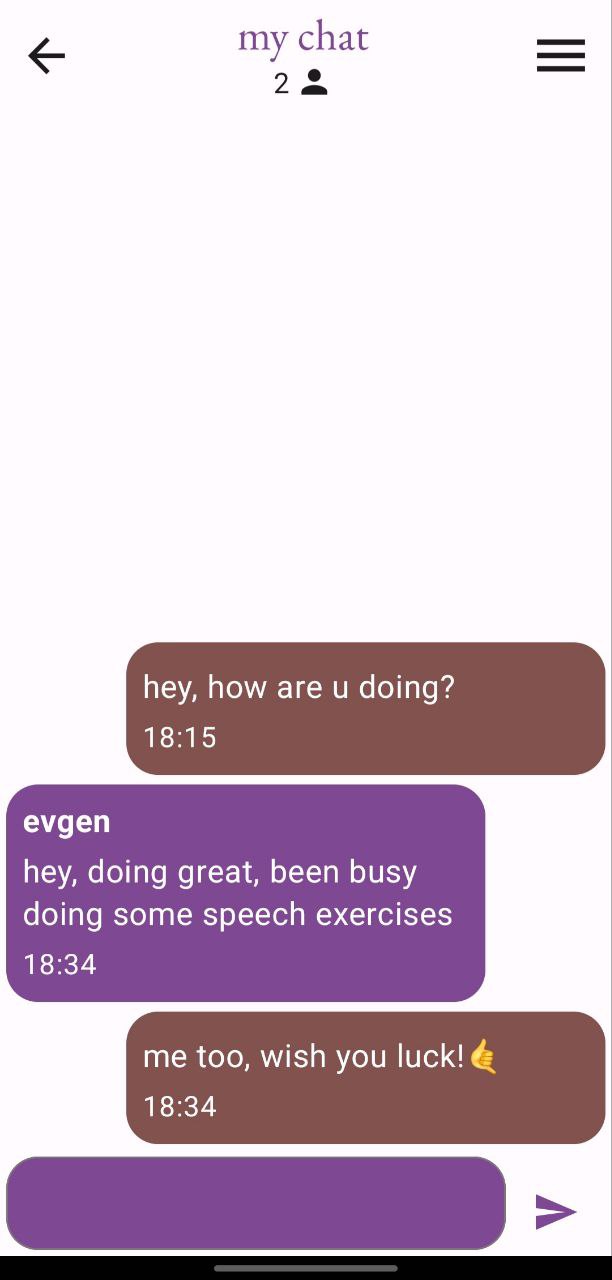 my chat
2
hey, how are u doing?
18:15
evgen
hey, doing great, been busy
doing some speech exercises
18:34
me too, wish you luck!🤙
18:34